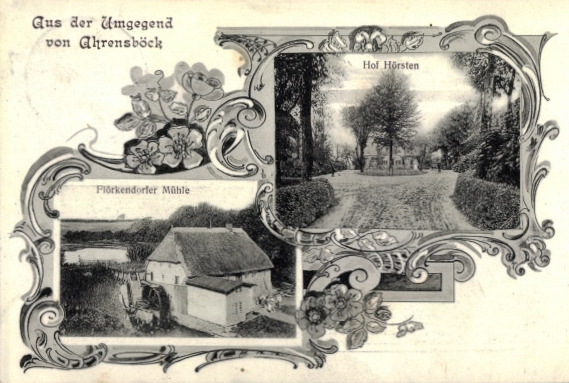 Aus der Umgegend
von Ahrensböck
Hof Hörsten
Flörkendorfer Mühle